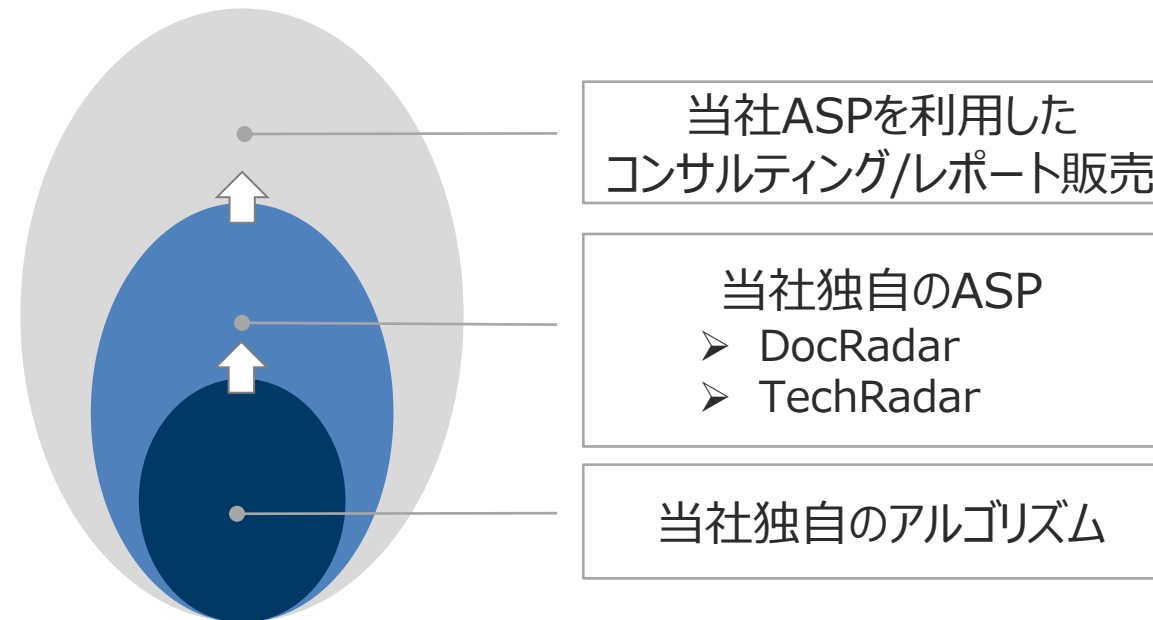 当社ASPを利用した
コンサルティング/レポート販売
当社独自のASP
➢ DocRadar
➢ TechRadar
当社独自のアルゴリズム